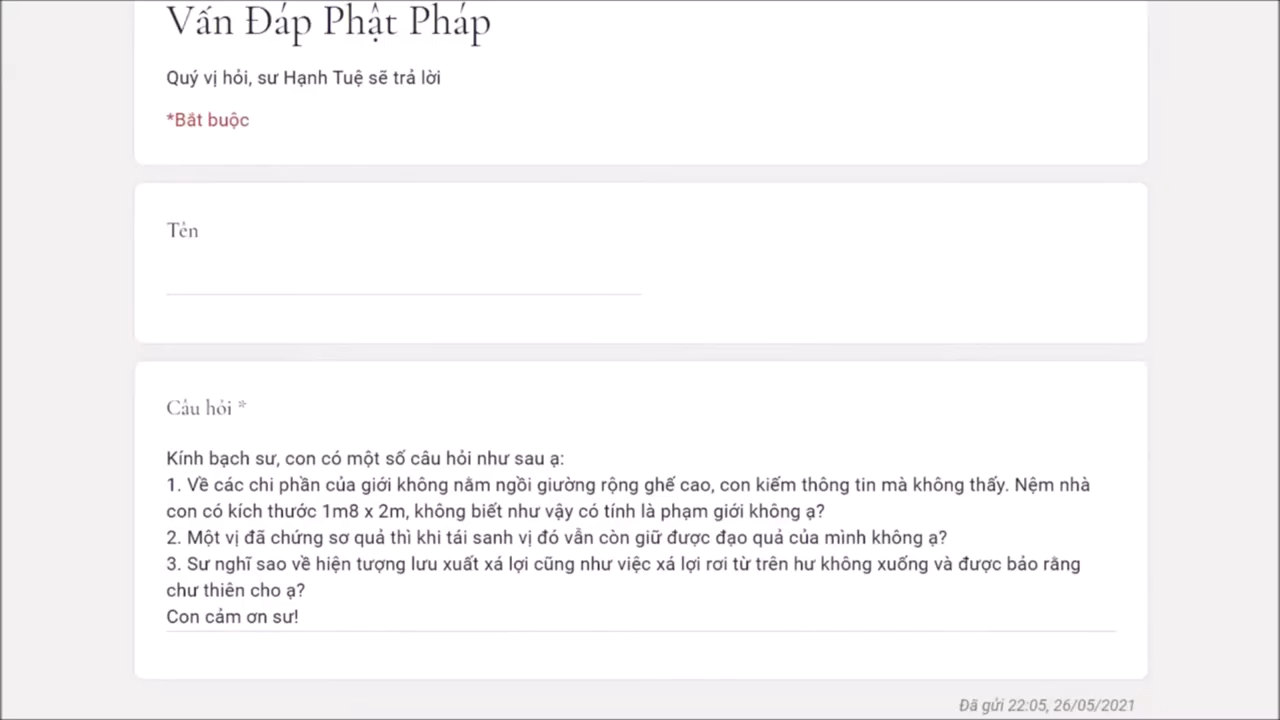 Vấn Đáp Phật Pháp
Quý vị hỏi, sư Hạnh Tuệ sẽ trả lời
*Bắt buộc
Tên
Câu hỏi *
Kính bạch sư, con có một số câu hỏi như sau ạ:
1. Về các chi phần của giới không nằm ngồi giường rộng ghế cao, con kiếm thông tin mà không thấy. Nệm nhà
con có kích thước 1m8 x 2m, không biết như vậy có tính là phạm giới không ạ?
2. Một vị đã chứng sơ quả thì khi tái sanh vị đó vẫn còn giữ được đạo quả của mình không ạ?
3. Sư nghĩ sao về hiện tượng lưu xuất xá lợi cũng như việc xá lợi rơi từ trên hư không xuống và được bảo rằng
chư thiên cho ạ?
Con cảm ơn sư!
Đã gửi 22:05, 26/05/2021